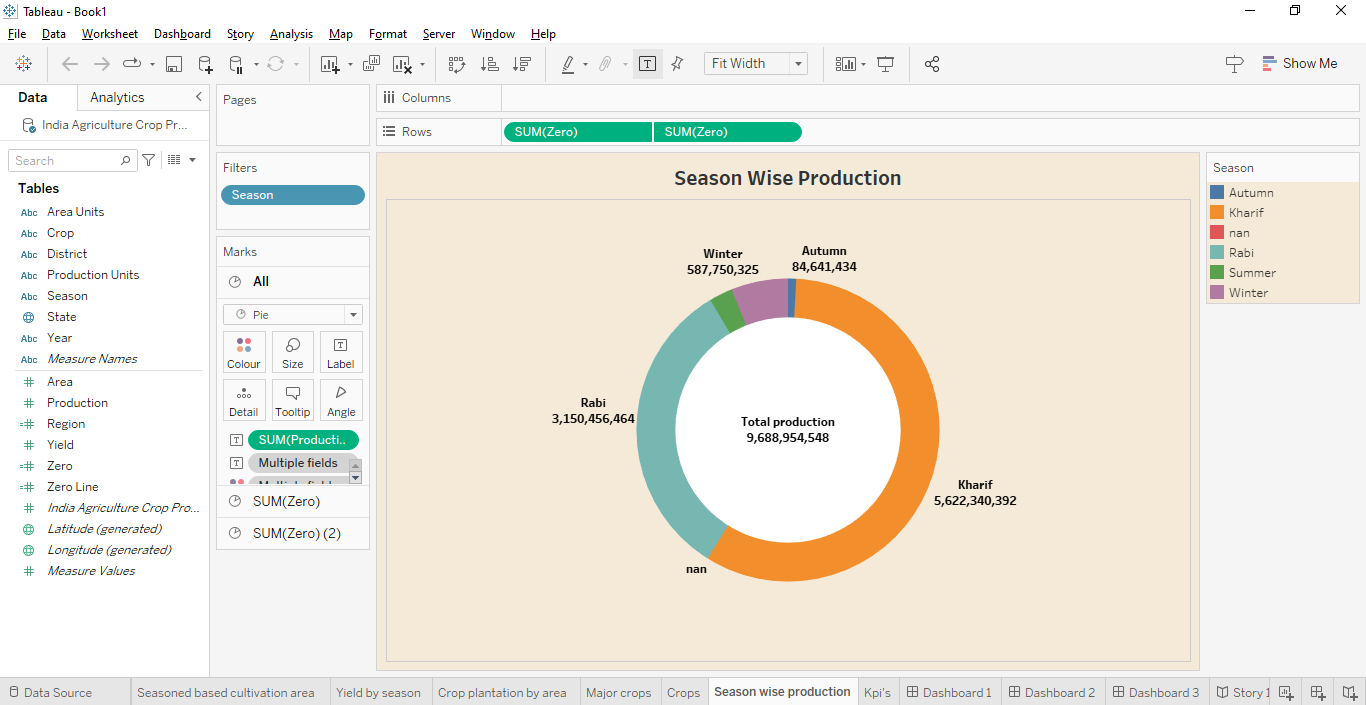 Tableau - Book1
File Data Worksheet Dashboard Story Analysis Map Format Server Window Help
Fit Width
Show Me
Data Analytics
India Agriculture Crop Pr...
Search
Tables
Abc Area Units
Abc Crop
Abc District
Abc Production Units
Abc Season
State
Abc Year
Abc Measure Names
Area
Production
Region
Yield
Zero
Zero Line
India Agriculture Crop Pro...
Latitude (generated)
Longitude (generated)
Measure Values
Pages
Filters
Season
Marks
All
Pie
Colour Size Label
Detail Tooltip Angle
SUM(Producti..
Multiple fields
SUM(Zero)
SUM(Zero) (2)
Columns
Rows SUM(Zero) SUM(Zero)
Season Wise Production
Winter
587,750,325
Autumn
84,641,434
Rabi
3,150,456,464
Total production
9,688,954,548
Kharif
5,622,340,392
nan
Season
Autumn
Kharif
nan
Rabi
Summer
Winter
Data Source Seasoned based cultivation area Yield by season Crop plantation by area Major crops Crops Season wise production Kpi's Dashboard 1 Dashboard 2 Dashboard 3 Story 1